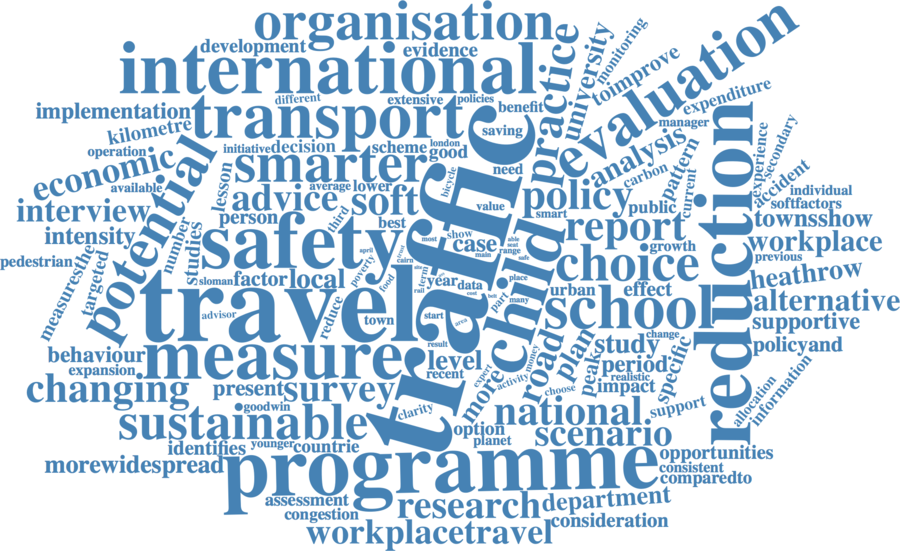 organisation
development
evidence
international
different
extensive
policies
benefit
implementation
transport
saving
kilometre
operation
initiative
decision
scheme
london
good
economic
smarter
need
available
lesson
average
lower
bicycle
advice
soft
value
interview
person
third
best
potential
intensity
number
studies
safety
most
show
case
main
able
seat
range
safe
pedestrian
measuresthe
targeted
sloman
factor
local
april
poverty
food
cairn
term
year
data
place
travel
advisor
reduce
town
rail
cost
start
area
many
part
traffic
behaviour
expansion
measure
result
level
recent
changing
present
survey
expert
activity
money
more
child
goodwin
clarity
choose
sustainable
identifies
younger
countrie
option
planet
national
scenario
morewidespread
programme
assessment
congestion
research
department
workplacetravel
consideration
practice
university
monitoring
toimprove
evaluation
expenditure
manager
analysis
carbon
pattern
current
experience
secondary
accident
policy
public
smart
individual
softfactors
report
growth
townsshow
workplace
previous
choice
effect
urban
heathrow
school
alternative
supportive
reduction
road
plan
peak
study
change
period
realistic
impact
specific
policyand
support
allocation
information
opportunities
consistent
comparedto